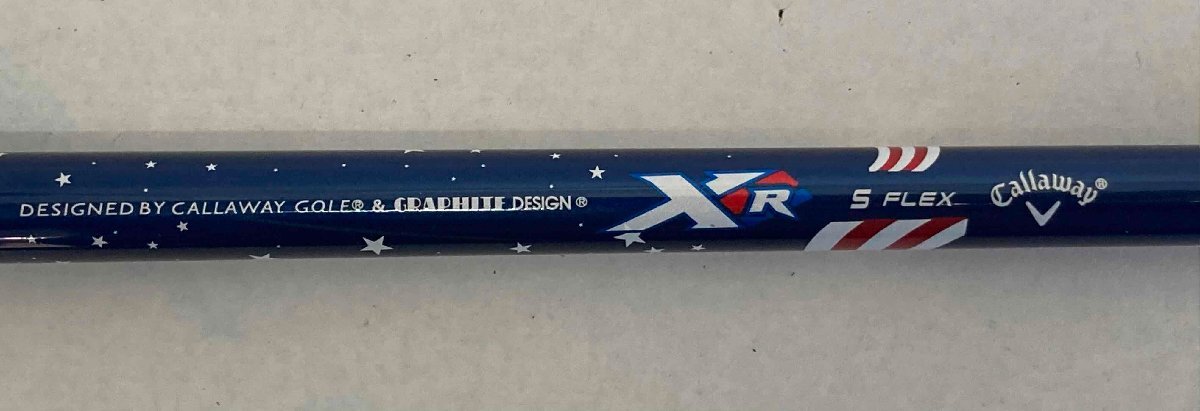 DESIGNED BY CALLAWAY GOLF® & GRAPHITE DESIGN® XR S FLEX Callaway®